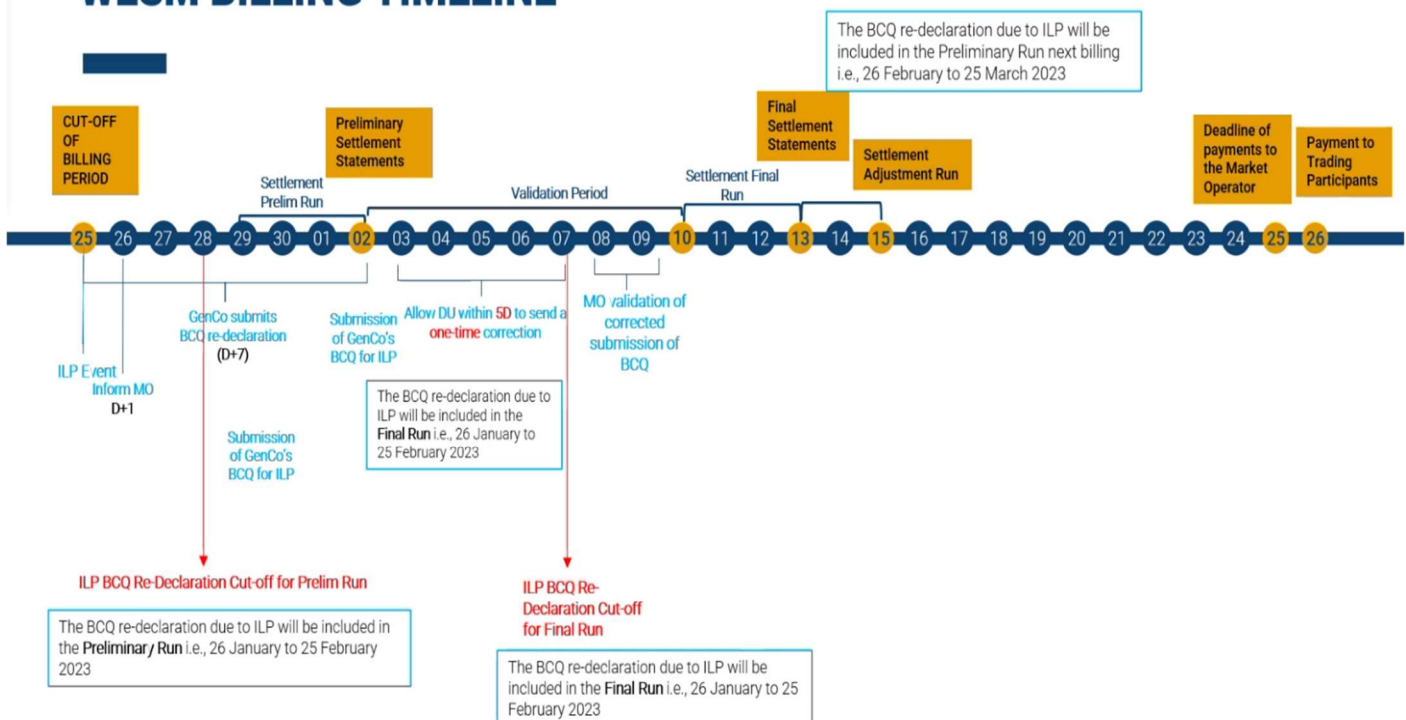 WESM BILLING TIMELINE
The BCQ re-declaration due to ILP will be
included in the Preliminary Run next billing
i.e., 26 February to 25 March 2023
CUT-OFF
OF
BILLING
PERIOD
Preliminary
Settlement
Statements
Final
Settlement
Statements
Settlement
Adjustment Run
Deadline of
payments to
the Market
Operator
Payment to
Trading
Participants
Settlement
Prelim Run
Validation Period
Settlement Final
Run
25 26 27 28 29 30 01 02 03 04 05 06 07 08 09 10 11 12 13 14 15 16 17 18 19 20 21 22 23 24 25 26
GenCo submits
BCQ re-declaration
(D+7)
Submission
of GenCo's
BCQ for ILP
Allow DU within 5D to send a
one-time correction
MO validation of
corrected
submission of
BCQ
ILP Event
Inform MO
D+1
The BCQ re-declaration due to
ILP will be included in the
Final Run i.e., 26 January to
25 February 2023
Submission
of GenCo's
BCQ for ILP
ILP BCQ Re-Declaration Cut-off for Prelim Run
The BCQ re-declaration due to ILP will be included in
the Preliminary Run i.e., 26 January to 25 February
2023
ILP BCQ Re-
Declaration Cut-off
for Final Run
The BCQ re-declaration due to ILP will be
included in the Final Run i.e., 26 January to 25
February 2023